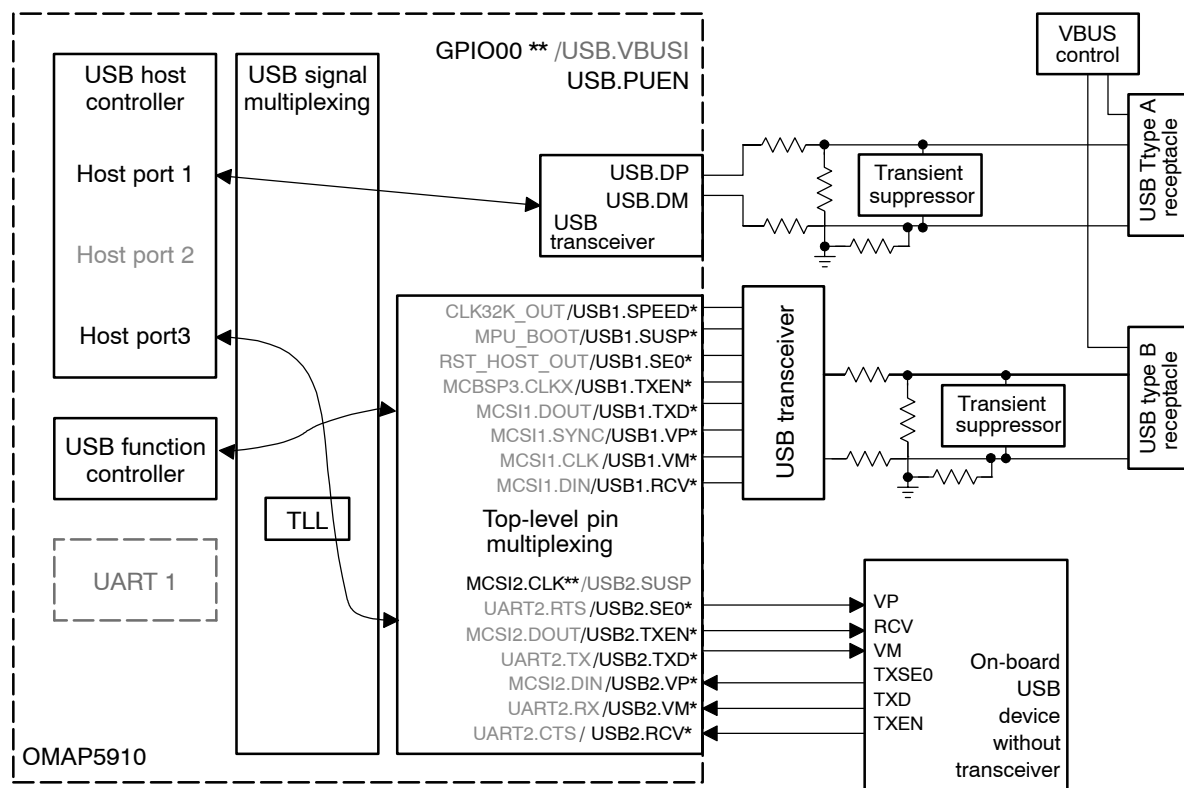 GPIO00 ** /USB.VBUSI
USB.PUEN
VBUS
control
USB host
controller
USB signal
multiplexing
Host port 1
Host port 2
Host port3
USB.DP
USB.DM
USB
transceiver
Transient
suppressor
USB Ttype A
receptacle
CLK32K_OUT/USB1.SPEED*
MPU_BOOT/USB1.SUSP*
RST_HOST_OUT/USB1.SE0*
MCBSP3.CLKX/USB1.TXEN*
MCSI1.DOUT/USB1.TXD*
MCSI1.SYNC/USB1.VP*
MCSI1.CLK /USB1.VM*
MCSI1.DIN/USB1.RCV*
USB transceiver
Transient
suppressor
USB type B
receptacle
USB function
controller
TLL
UART 1
Top-level pin
multiplexing
MCSI2.CLK**/USB2.SUSP
UART2.RTS /USB2.SE0*
MCSI2.DOUT/USB2.TXEN*
UART2.TX /USB2.TXD*
MCSI2.DIN/USB2.VP*
UART2.RX /USB2.VM*
UART2.CTS / USB2.RCV*
VP
RCV
VM
TXSE0
TXD
TXEN
On-board
USB
device
without
transceiver
OMAP5910